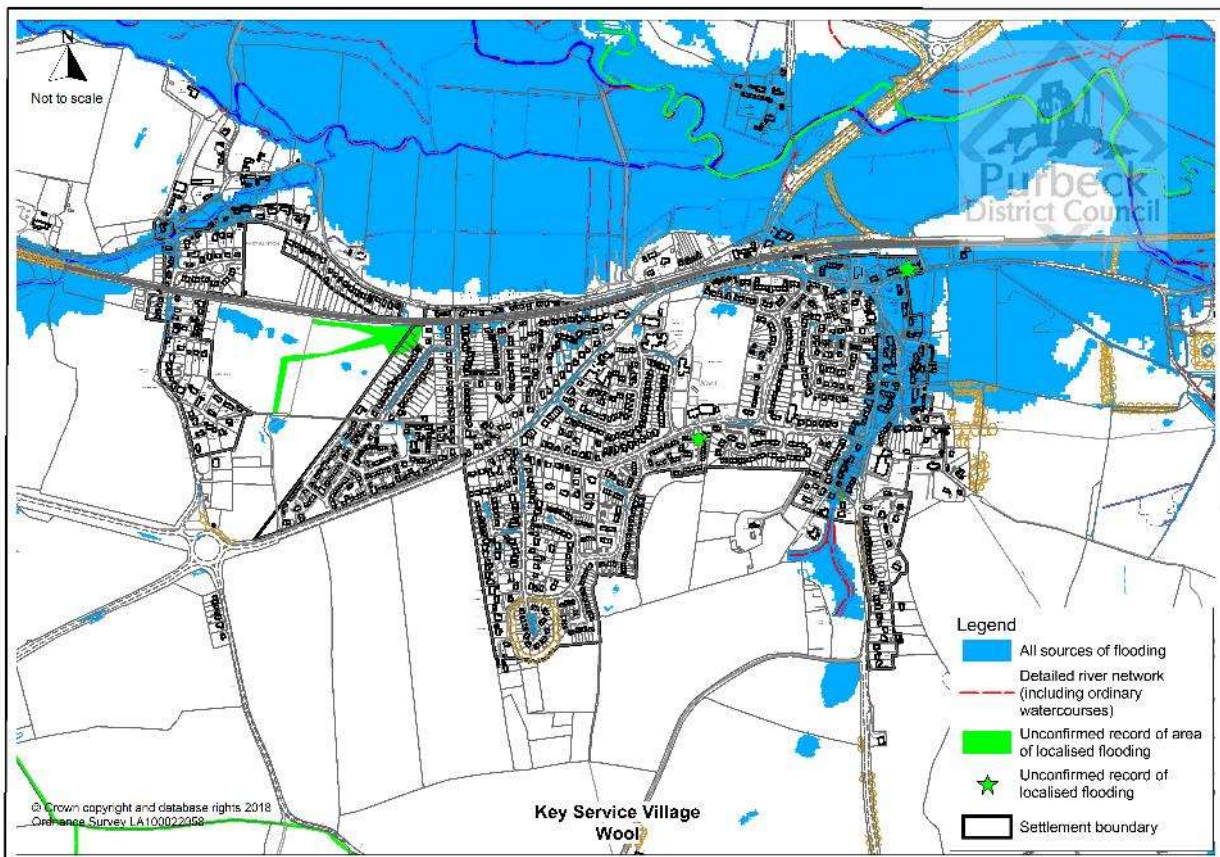 N
Not to scale
Purbeck
District Council
Legend
All sources of flooding
Detailed river network
(including ordinary
watercourses)
Unconfirmed record of area
of localised flooding
Unconfirmed record of
localised flooding
Settlement boundary
© Crown copyright and database rights 2018
Ordnance Survey LA100022058
Key Service Village
Wool